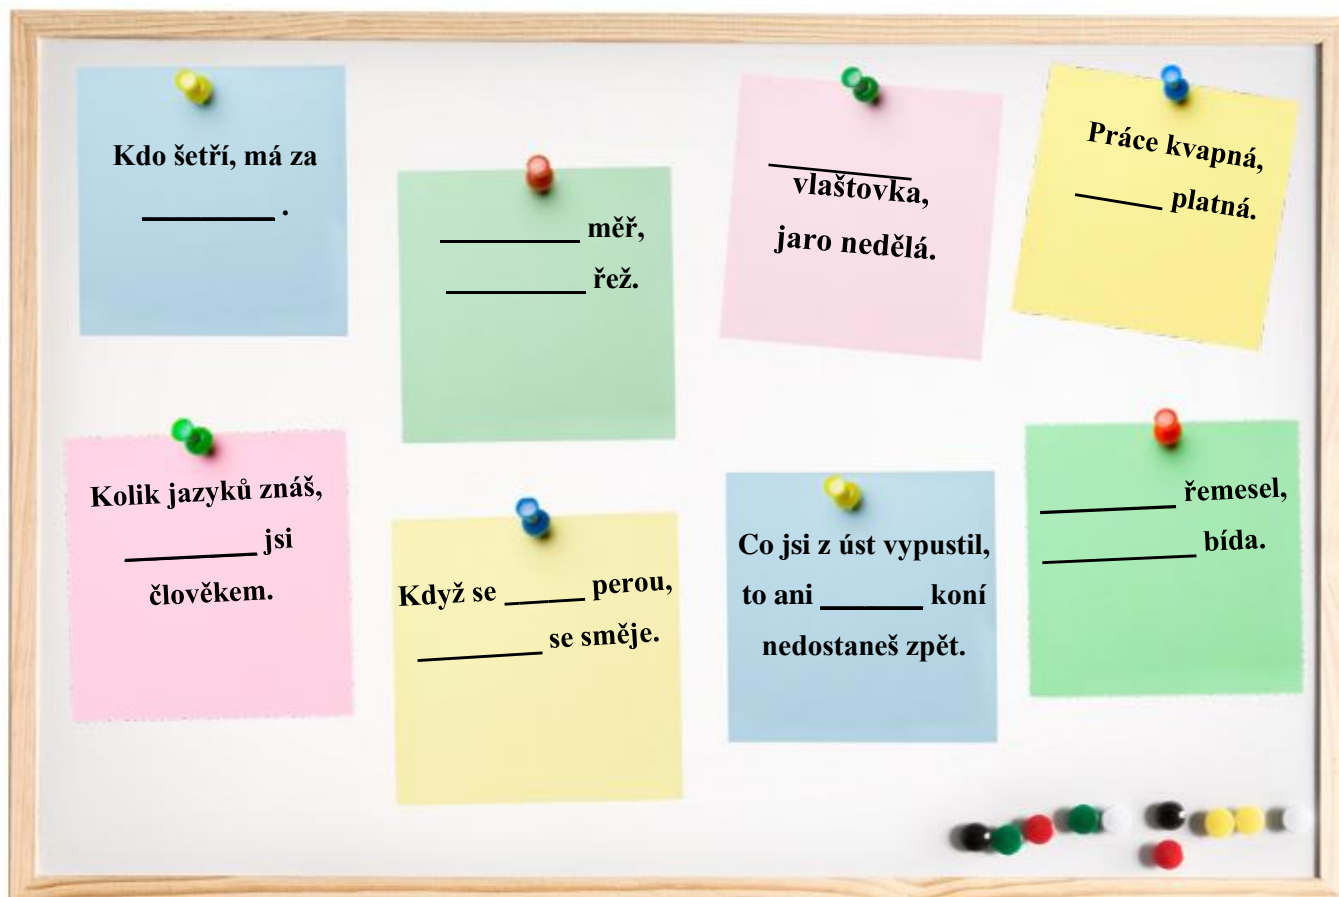 Kdo šetří, má za
_________ .
_________ měř,
_________ řež.
_________
vlaštovka,
jaro nedělá.
Práce kvapná,
______ platná.
Kolik jazyků znáš,
_________ jsi
člověkem.
Když se ______ perou,
_________ se směje.
Co jsi z úst vypustil,
to ani _______ koní
nedostaneš zpět.
_________ řemesel,
__________ bída.